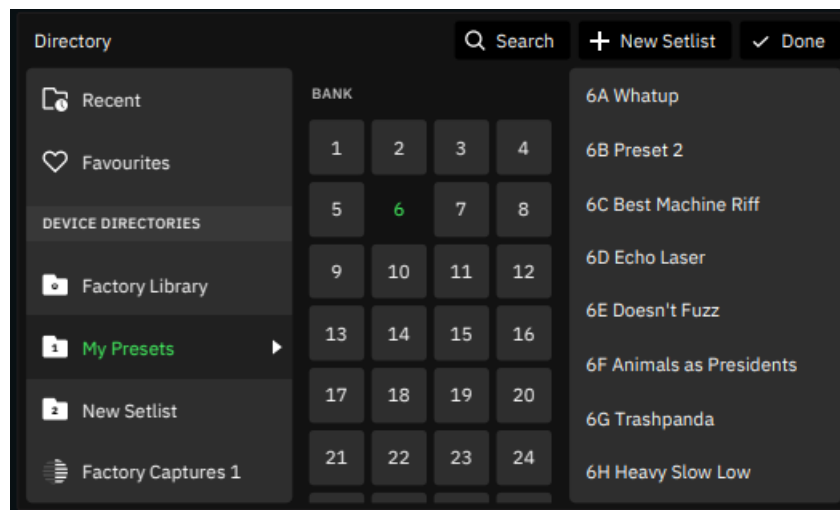 Directory
Search
New Setlist
Done
Recent
Favourites
DEVICE DIRECTORIES
Factory Library
1 My Presets
2 New Setlist
Factory Captures 1
BANK
1 2 3 4
5 6 7 8
9 10 11 12
13 14 15 16
17 18 19 20
21 22 23 24
6A Whatup
6B Preset 2
6C Best Machine Riff
6D Echo Laser
6E Doesn't Fuzz
6F Animals as Presidents
6G Trashpanda
6H Heavy Slow Low